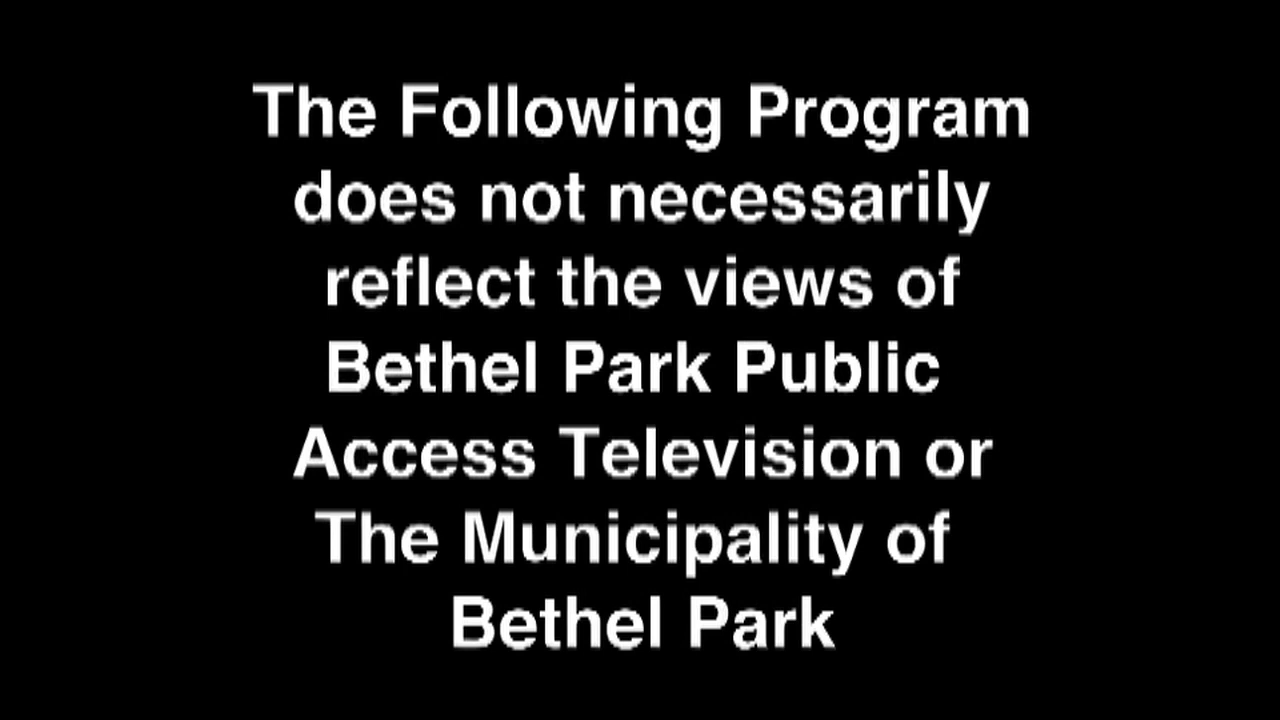 The Following Program
does not necessarily
reflect the views of
Bethel Park Public
Access Television or
The Municipality of
Bethel Park